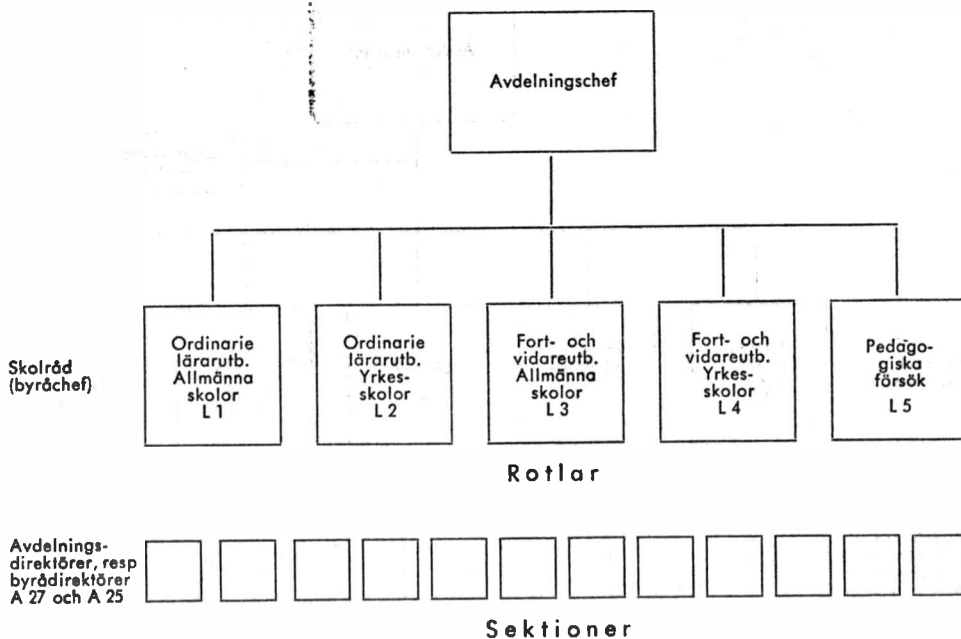 Avdelningschef
Skolråd
(byråchef)
Ordinarie
lärarutb.
Allmänna
skolor
L 1
Ordinarie
lärarutb.
Yrkes-
skolor
L 2
Fort- och
vidareutb.
Allmänna
skolor
L 3
Fort- och
vidareutb.
Yrkes-
skolor
L 4
Pedago-
giska
försök
L 5
Rotlar
Avdelnings-
direktörer, resp
byrådirektörer
A 27 och A 25
Sektioner